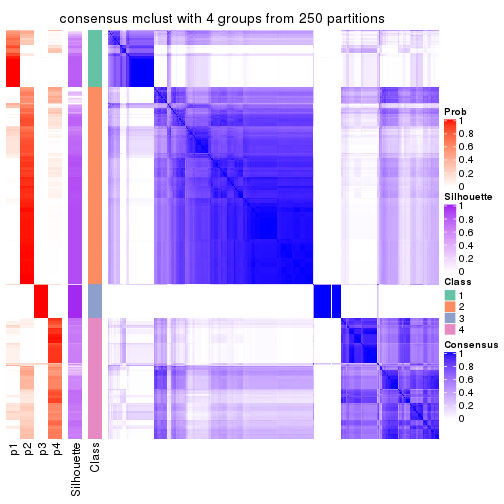 consensus mclust with 4 groups from 250 partitions
Prob
1
0.8
0.6
0.4
0.2
0
Silhouette
1
0.8
0.6
0.4
0.2
0
Class
1
2
3
4
Consensus
1
0.8
0.6
0.4
0.2
0
p1
p2
p3
p4
Silhouette
Class